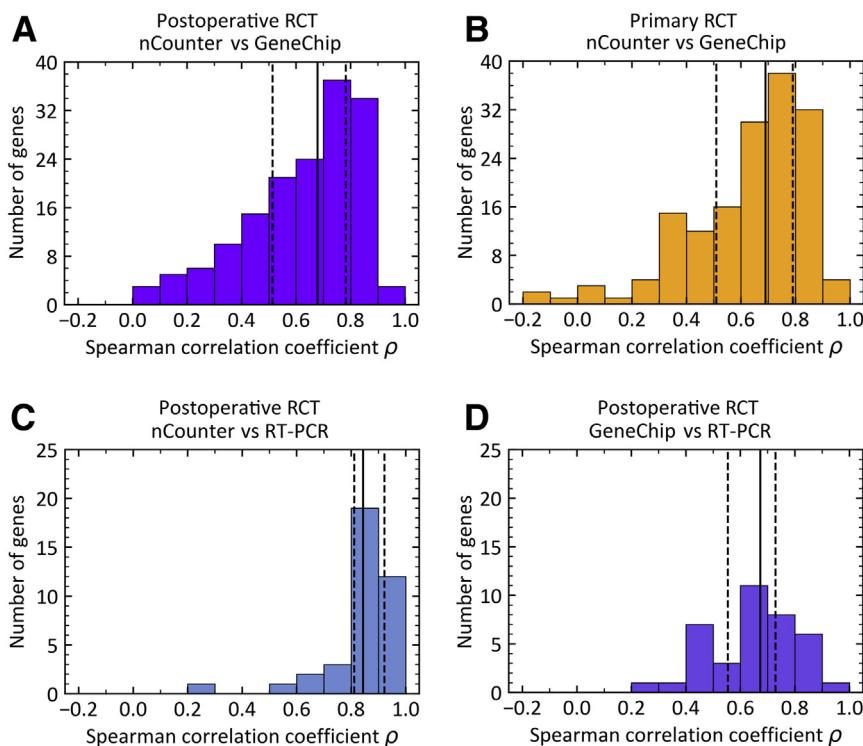 A
Postoperative RCT
nCounter vs GeneChip
Number of genes
40
32
24
16
8
0
−0.2 0.0 0.2 0.4 0.6 0.8 1.0
Spearman correlation coefficient ρ
B
Primary RCT
nCounter vs GeneChip
Number of genes
40
32
24
16
8
0
−0.2 0.0 0.2 0.4 0.6 0.8 1.0
Spearman correlation coefficient ρ
C
Postoperative RCT
nCounter vs RT-PCR
Number of genes
25
20
15
10
5
0
−0.2 0.0 0.2 0.4 0.6 0.8 1.0
Spearman correlation coefficient ρ
D
Postoperative RCT
GeneChip vs RT-PCR
Number of genes
25
20
15
10
5
0
−0.2 0.0 0.2 0.4 0.6 0.8 1.0
Spearman correlation coefficient ρ